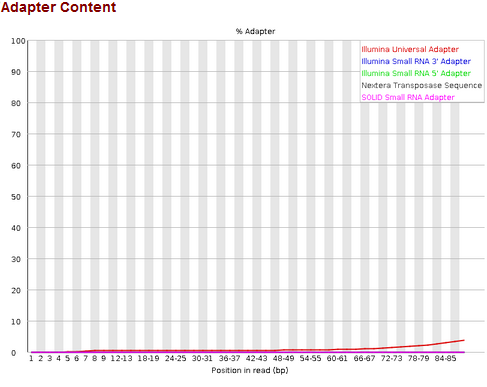 Adapter Content
% Adapter
100
90
80
70
60
50
40
30
20
10
0
Illumina Universal Adapter
Illumina Small RNA 3' Adapter
Illumina Small RNA 5' Adapter
Nextera Transposase Sequence
SOLID Small RNA Adapter
1 2 3 4 5 6 7 8 9 12-13 18-19 24-25 30-31 36-37 42-43 48-49 54-55 60-61 66-67 72-73 78-79 84-85
Position in read (bp)